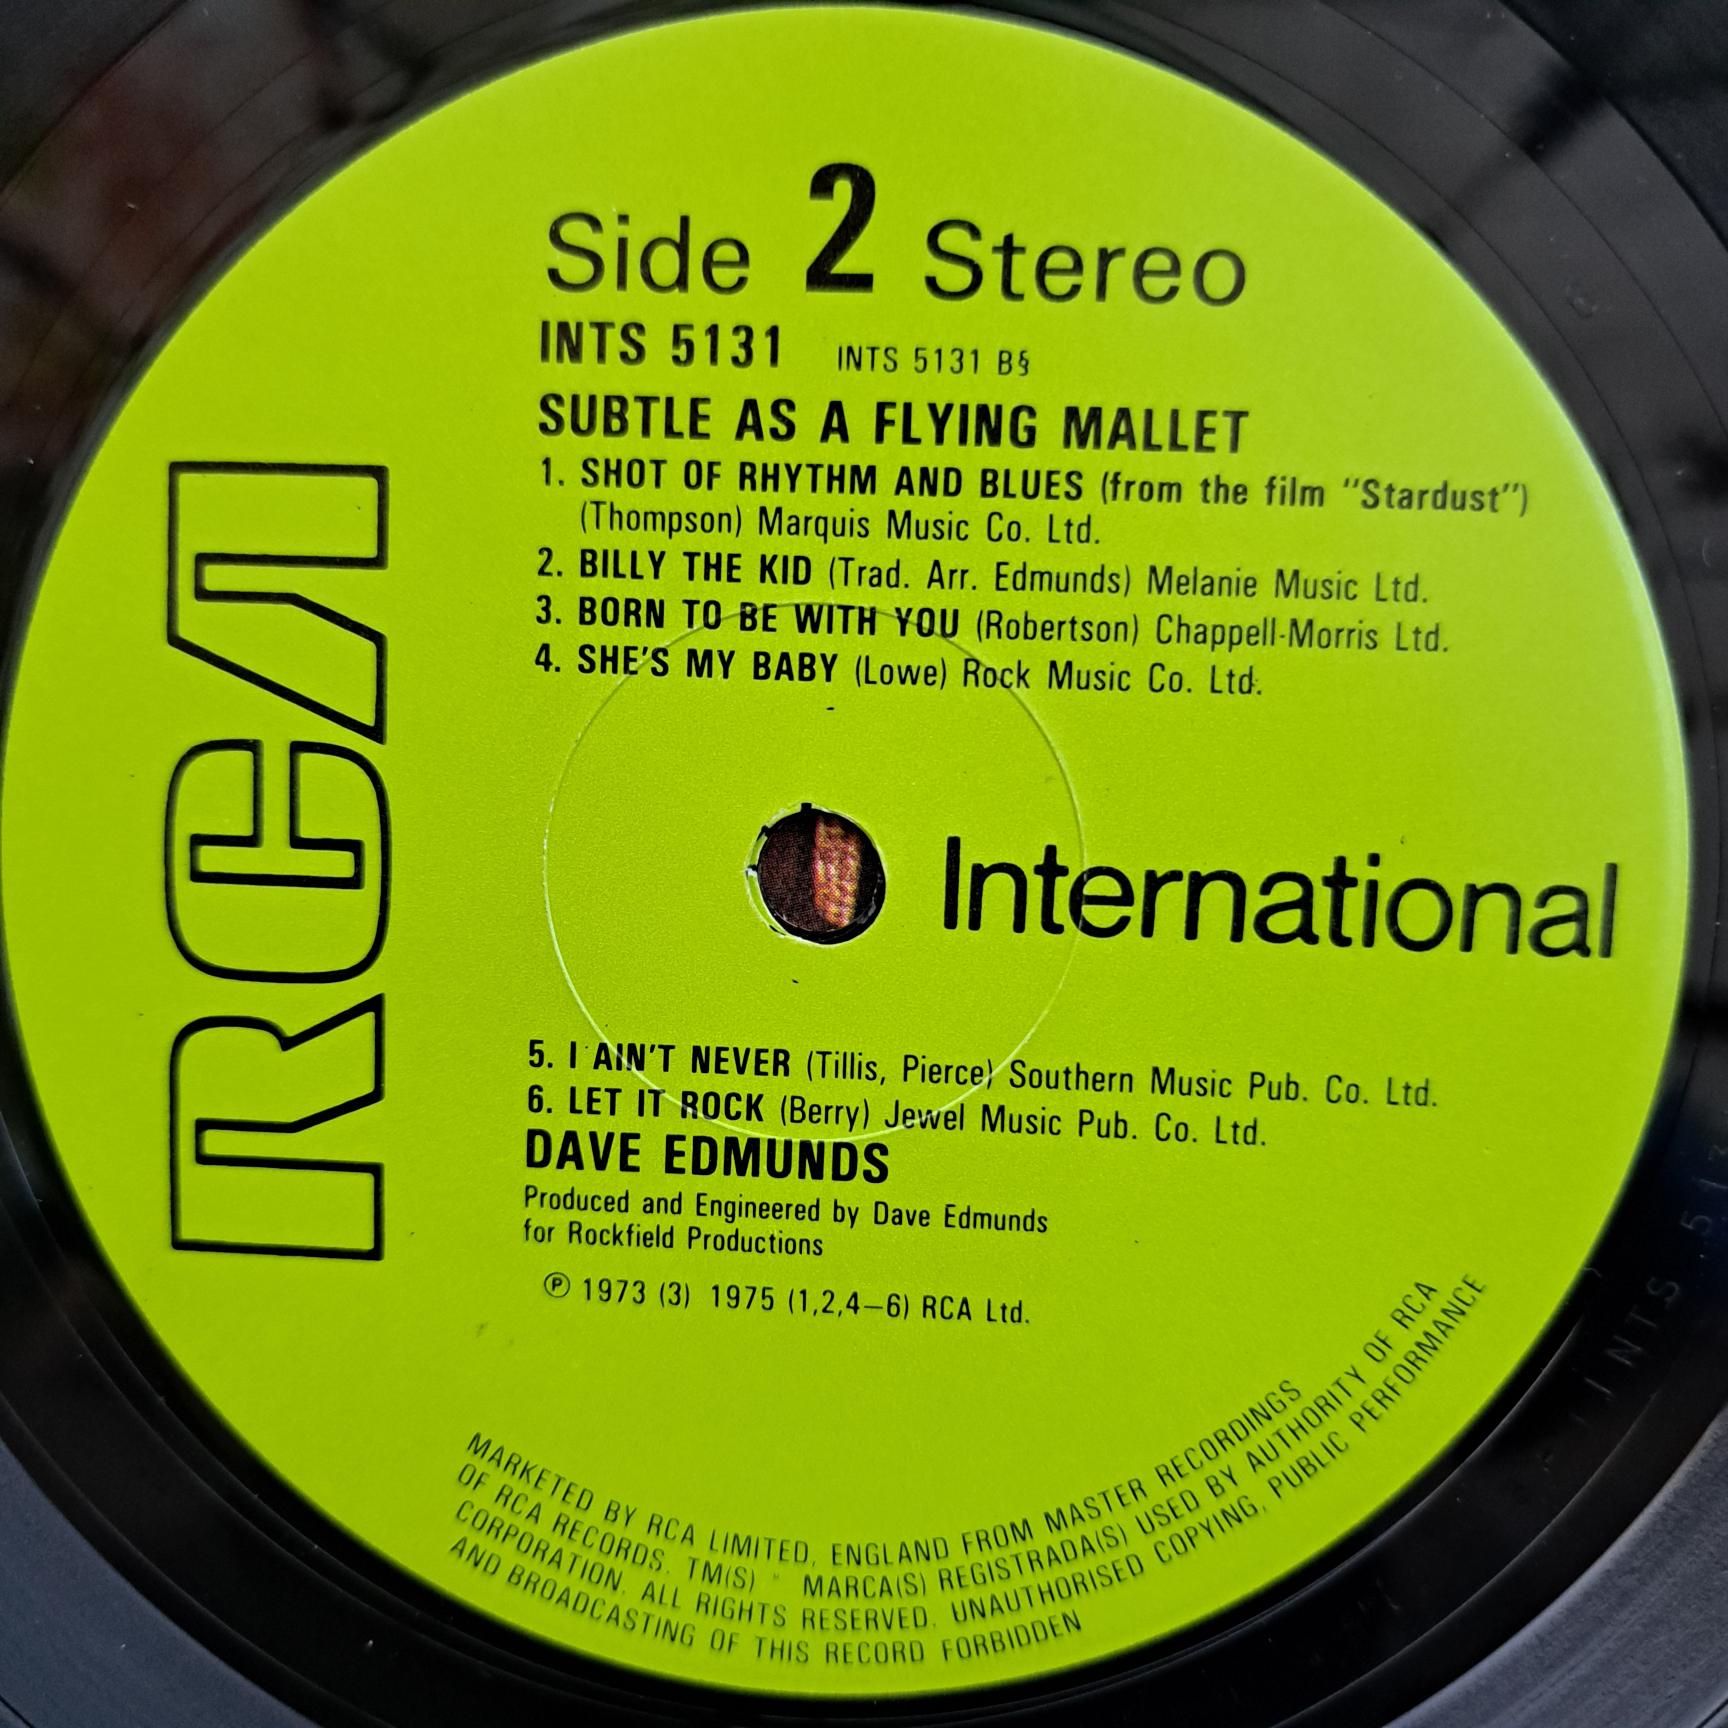 Side 2 Stereo
INTS 5131 INTS 5131 B§
SUBTLE AS A FLYING MALLET
1. SHOT OF RHYTHM AND BLUES (from the film "Stardust")
(Thompson) Marquis Music Co. Ltd.
2. BILLY THE KID (Trad. Arr. Edmunds) Melanie Music Ltd.
3. BORN TO BE WITH YOU (Robertson) Chappell-Morris Ltd.
4. SHE'S MY BABY (Lowe) Rock Music Co. Ltd.
RCA
International
5. I AIN'T NEVER (Tillis, Pierce) Southern Music Pub. Co. Ltd.
6. LET IT ROCK (Berry) Jewel Music Pub. Co. Ltd.
DAVE EDMUNDS
Produced and Engineered by Dave Edmunds
for Rockfield Productions
℗ 1973 (3) 1975 (1,2,4–6) RCA Ltd.
MARKETED BY RCA LIMITED, ENGLAND FROM MASTER RECORDINGS
OF RCA RECORDS. TM(S) MARCA(S) REGISTRADA(S) USED BY AUTHORITY OF RCA
CORPORATION. ALL RIGHTS RESERVED. UNAUTHORISED COPYING, PUBLIC PERFORMANCE
AND BROADCASTING OF THIS RECORD FORBIDDEN
INTS